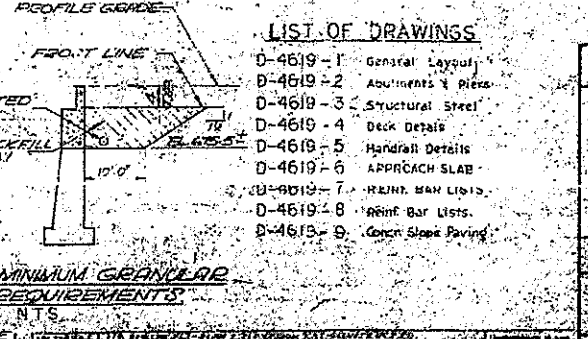 PROFILE GRADE
FRONT LINE
10'0"
MINIMUM GRANULAR
REQUIREMENTS
NTS
LIST OF DRAWINGS
D-4619-1 General Layout
D-4619-2 Abutments & Piers
D-4619-3 Structural Steel
D-4619-4 Deck Details
D-4619-5 Handrail Details
D-4619-6 APPROACH SLAB
D-4619-7 REINF. BAR LISTS
D-4619-8 Reinf. Bar Lists
D-4619-9 Concr. Slope Paving